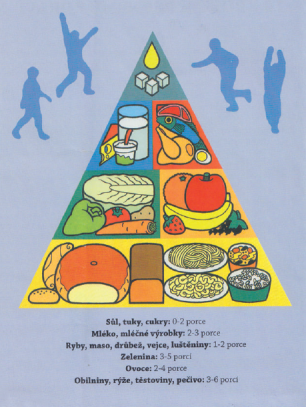 Sůl, tuky, cukry: 0-2 porce
Mléko, mléčné výrobky: 2-3 porce
Ryby, maso, drůbež, vejce, luštěniny: 1-2 porce
Zelenina: 3-5 porcí
Ovoce: 2-4 porce
Obilniny, rýže, těstoviny, pečivo: 3-6 porcí